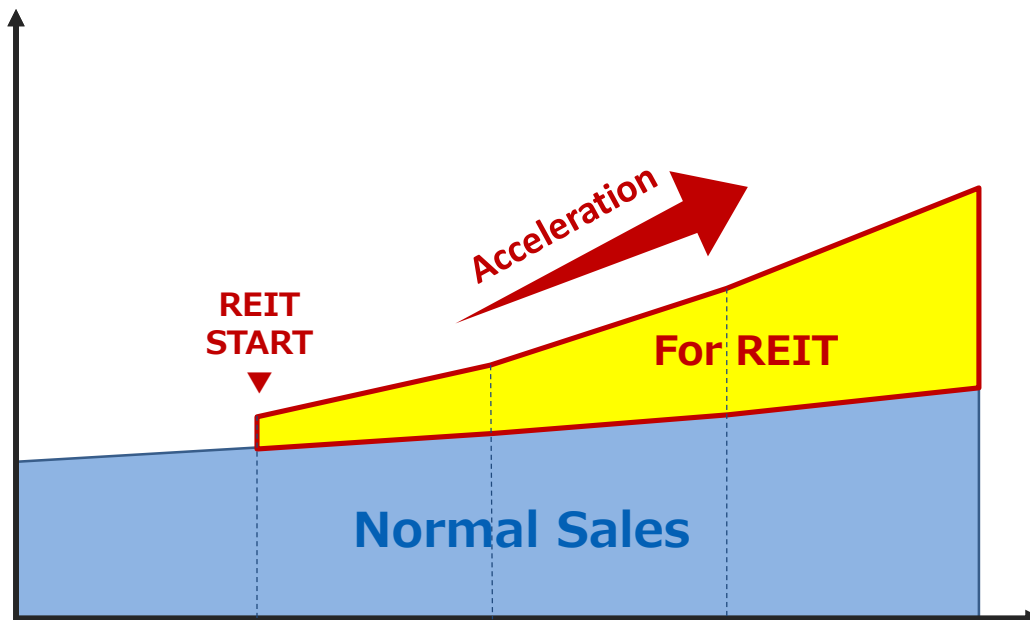 Acceleration
REIT
START
For REIT
Normal Sales